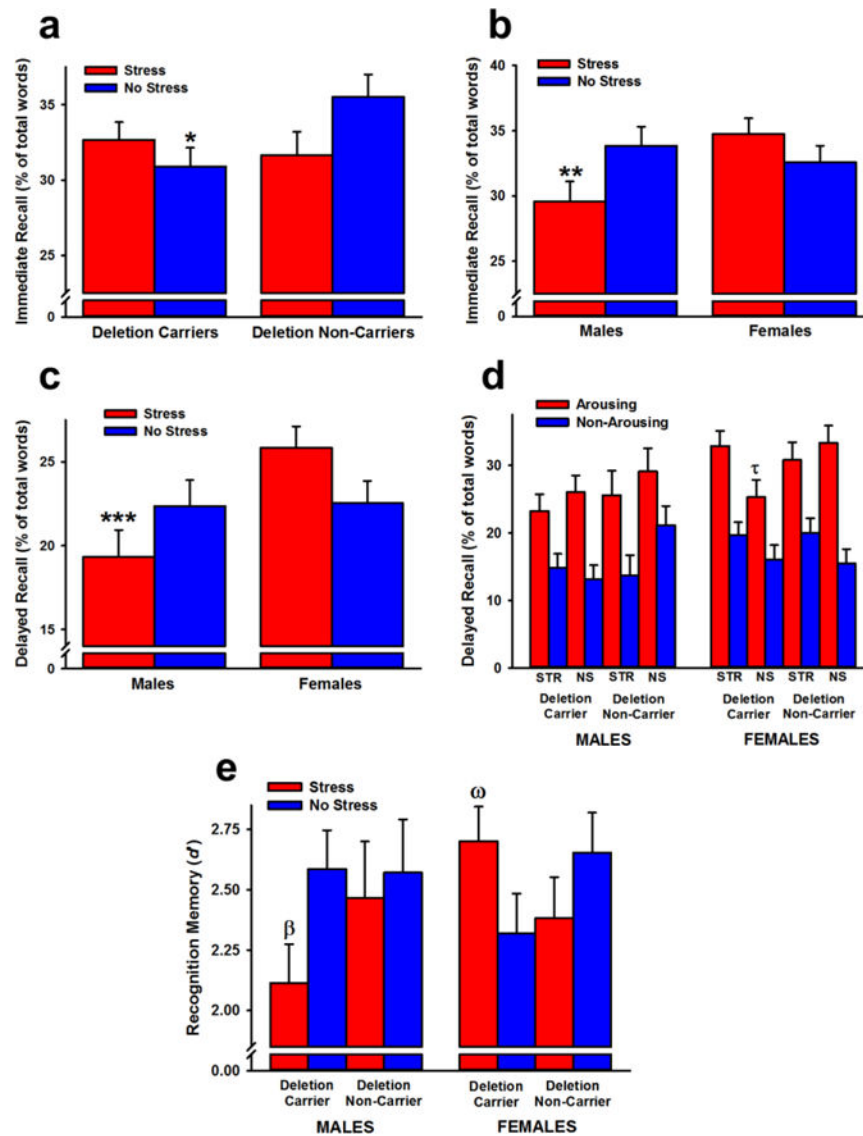 a
Stress
No Stress
Immediate Recall (% of total words)
35
30
25
0
*
Deletion Carriers
Deletion Non-Carriers
b
Stress
No Stress
Immediate Recall (% of total words)
40
35
30
25
0
**
Males
Females
c
Stress
No Stress
Delayed Recall (% of total words)
25
20
15
0
***
Males
Females
d
Arousing
Non-Arousing
Delayed Recall (% of total words)
30
20
10
0
τ
STR NS STR NS STR NS STR NS
Deletion Carrier
Deletion Non-Carrier
Deletion Carrier
Deletion Non-Carrier
MALES
FEMALES
e
Stress
No Stress
Recognition Memory (d')
2.75
2.50
2.25
2.00
0.00
β
ω
Deletion Carrier
Deletion Non-Carrier
Deletion Carrier
Deletion Non-Carrier
MALES
FEMALES